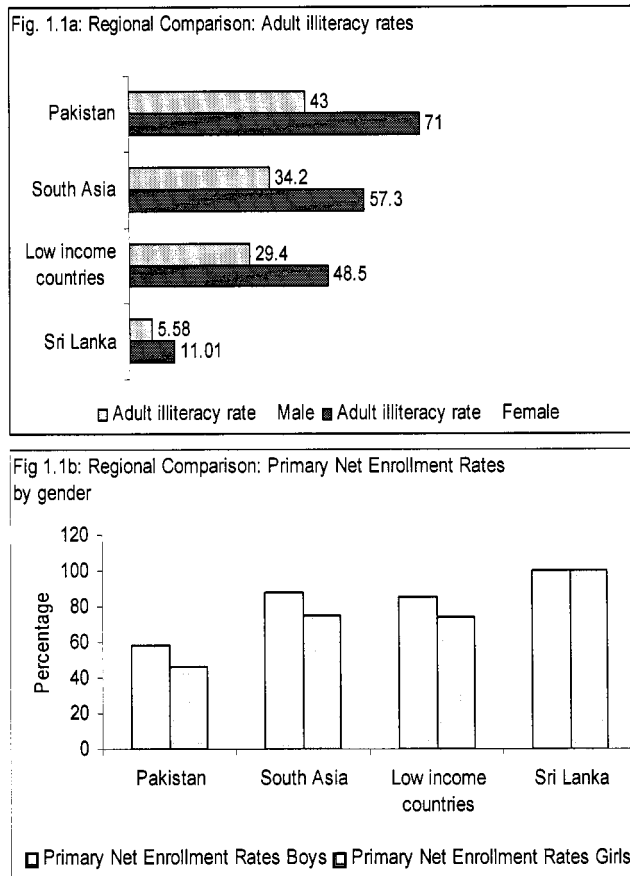 Fig. 1.1a: Regional Comparison: Adult illiteracy rates
Pakistan
43
71
South Asia
34.2
57.3
Low income
countries
29.4
48.5
Sri Lanka
5.58
11.01
Adult illiteracy rate Male Adult illiteracy rate Female
Fig 1.1b: Regional Comparison: Primary Net Enrollment Rates
by gender
Percentage
120
100
80
60
40
20
0
Pakistan South Asia Low income Sri Lanka
countries
Primary Net Enrollment Rates Boys Primary Net Enrollment Rates Girls